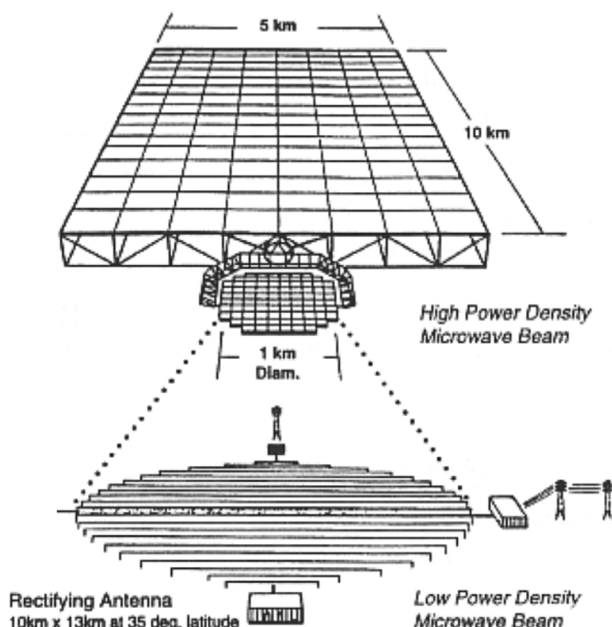 5 km
10 km
High Power Density
Microwave Beam
1 km
Diam.
Rectifying Antenna
10km x 13km at 35 deg. latitude
Low Power Density
Microwave Beam